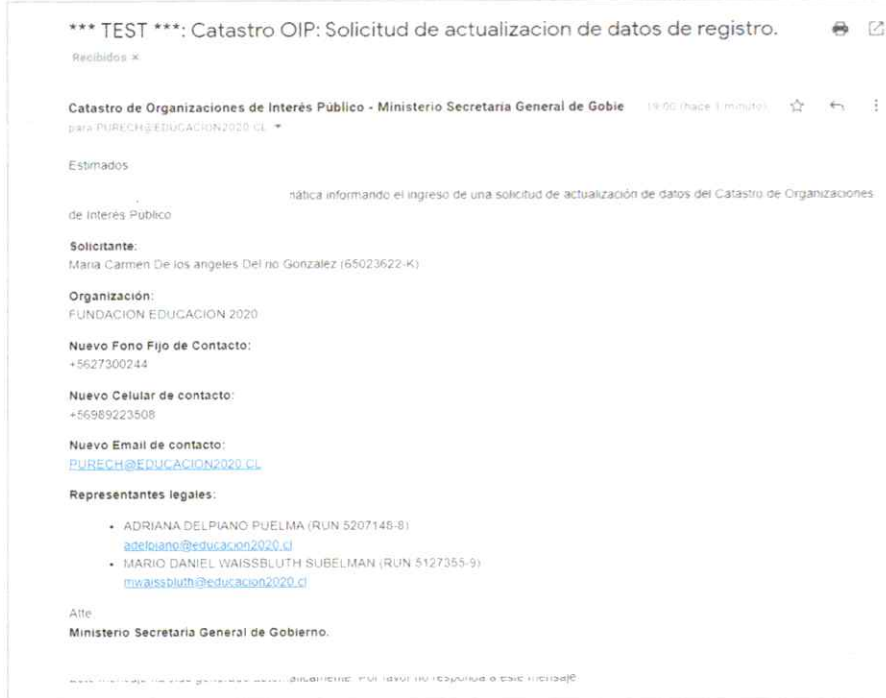 *** TEST ***: Catastro OIP: Solicitud de actualizacion de datos de registro.
Recibidos ×
Catastro de Organizaciones de Interés Público - Ministerio Secretaria General de Gobie 19:00 (hace 1 minuto)
para PURECH@EDUCACION2020.CL
Estimados
nática informando el ingreso de una solicitud de actualización de datos del Catastro de Organizaciones
de Interés Público
Solicitante:
Maria Carmen De los angeles Del rio Gonzalez (65023622-K)
Organización:
FUNDACION EDUCACION 2020
Nuevo Fono Fijo de Contacto:
+5627300244
Nuevo Celular de contacto:
+56989223508
Nuevo Email de contacto:
PURECH@EDUCACION2020.CL
Representantes legales:
• ADRIANA DELPIANO PUELMA (RUN 5207148-8)
adelpiano@educacion2020.cl
• MARIO DANIEL WAISSBLUTH SUBELMAN (RUN 5127355-9)
mwaissbluth@educacion2020.cl
Atte.
Ministerio Secretaria General de Gobierno.
Por favor no responda a este mensaje